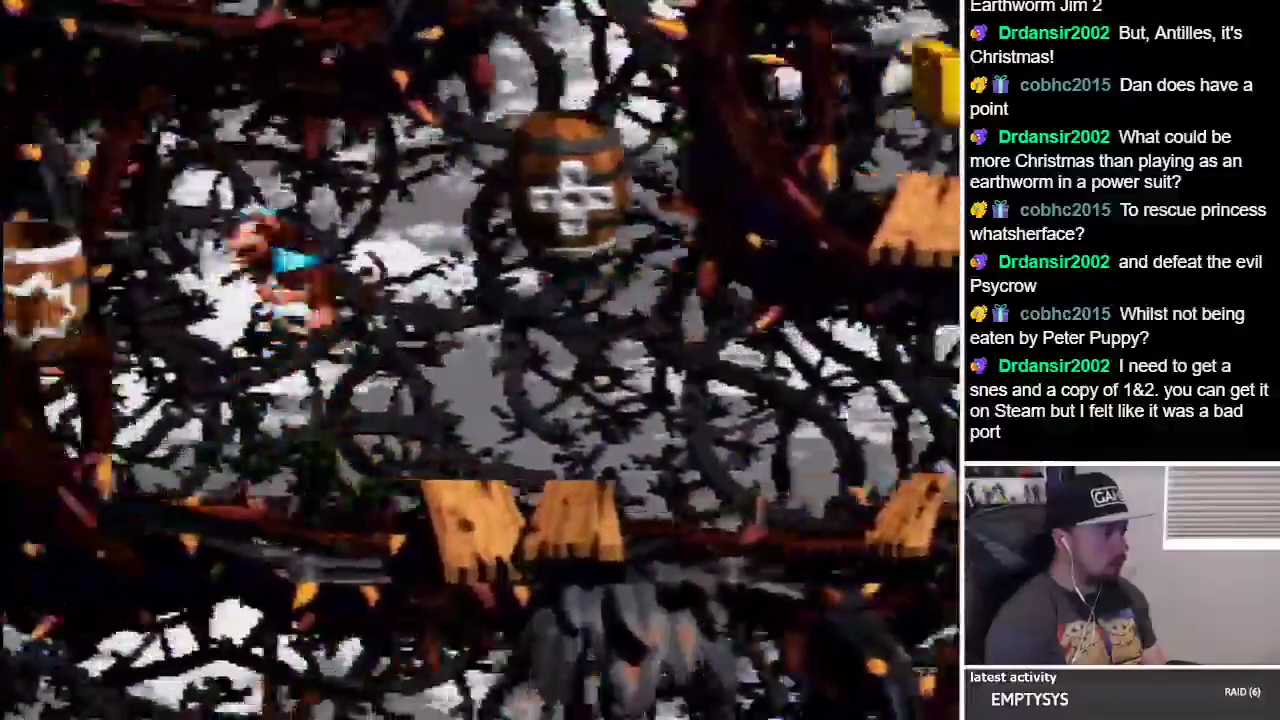 Earthworm Jim 2
Drdansir2002 But, Antilles, it's
Christmas!
cobhc2015 Dan does have a
point
Drdansir2002 What could be
more Christmas than playing as an
earthworm in a power suit?
cobhc2015 To rescue princess
whatsherface?
Drdansir2002 and defeat the evil
Psycrow
cobhc2015 Whilst not being
eaten by Peter Puppy?
Drdansir2002 I need to get a
snes and a copy of 1&2. you can get it
on Steam but I felt like it was a bad
port
latest activity
EMPTYSYS
RAID (6)